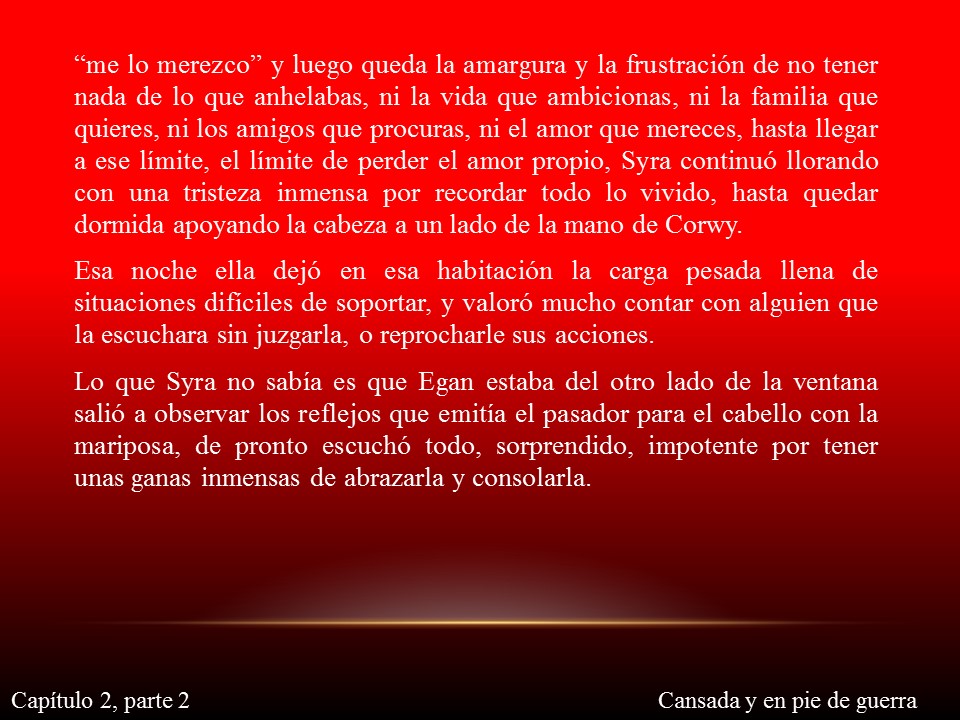 “me lo merezco” y luego queda la amargura y la frustración de no tener
nada de lo que anhelabas, ni la vida que ambicionas, ni la familia que
quieres, ni los amigos que procuras, ni el amor que mereces, hasta llegar
a ese límite, el límite de perder el amor propio, Syra continuó llorando
con una tristeza inmensa por recordar todo lo vivido, hasta quedar
dormida apoyando la cabeza a un lado de la mano de Corwy.
Esa noche ella dejó en esa habitación la carga pesada llena de
situaciones difíciles de soportar, y valoró mucho contar con alguien que
la escuchara sin juzgarla, o reprocharle sus acciones.
Lo que Syra no sabía es que Egan estaba del otro lado de la ventana
salió a observar los reflejos que emitía el pasador para el cabello con la
mariposa, de pronto escuchó todo, sorprendido, impotente por tener
unas ganas inmensas de abrazarla y consolarla.
Capítulo 2, parte 2
Cansada y en pie de guerra